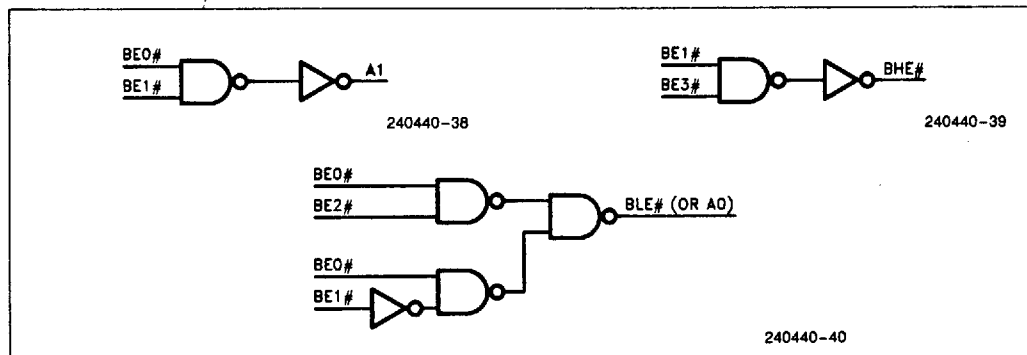 BE0#
BE1#
A1
240440-38
BE1#
BE3#
BHE#
240440-39
BE0#
BE2#
BE0#
BE1#
BLE# (OR A0)
240440-40